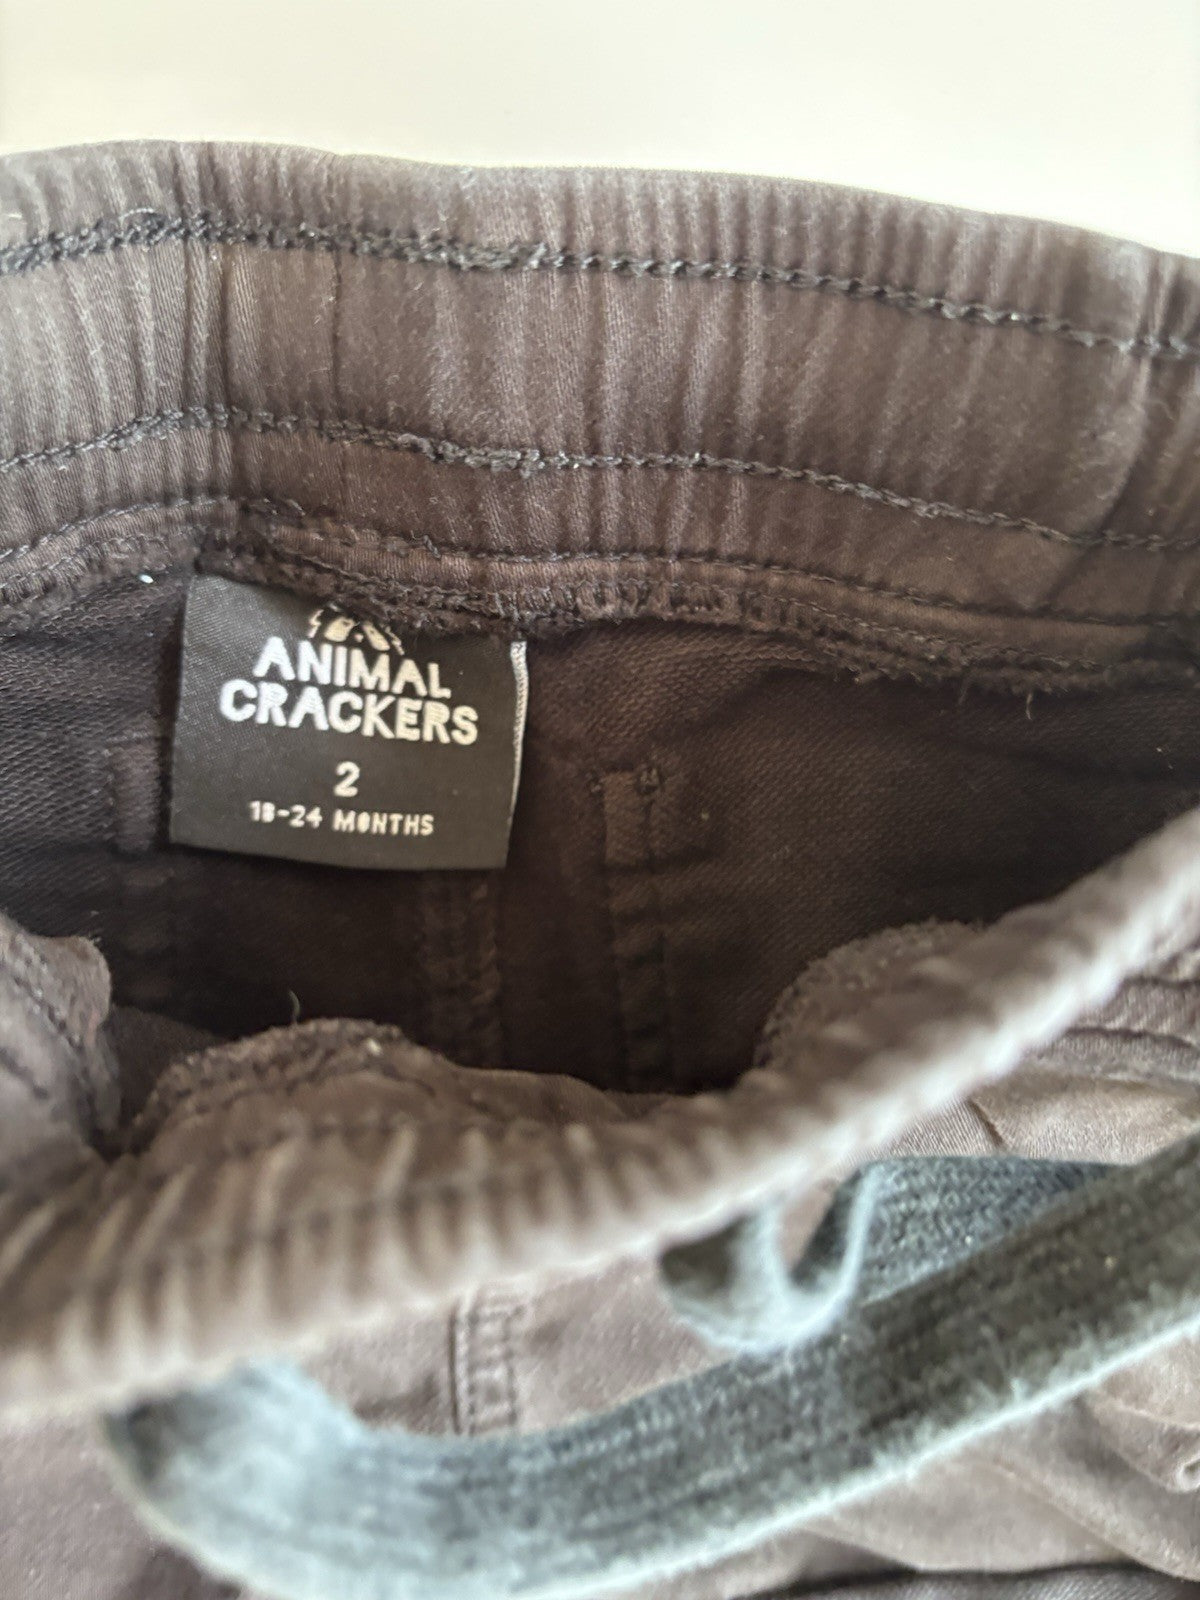 ANIMAL
CRACKERS
2
18-24 MONTHS